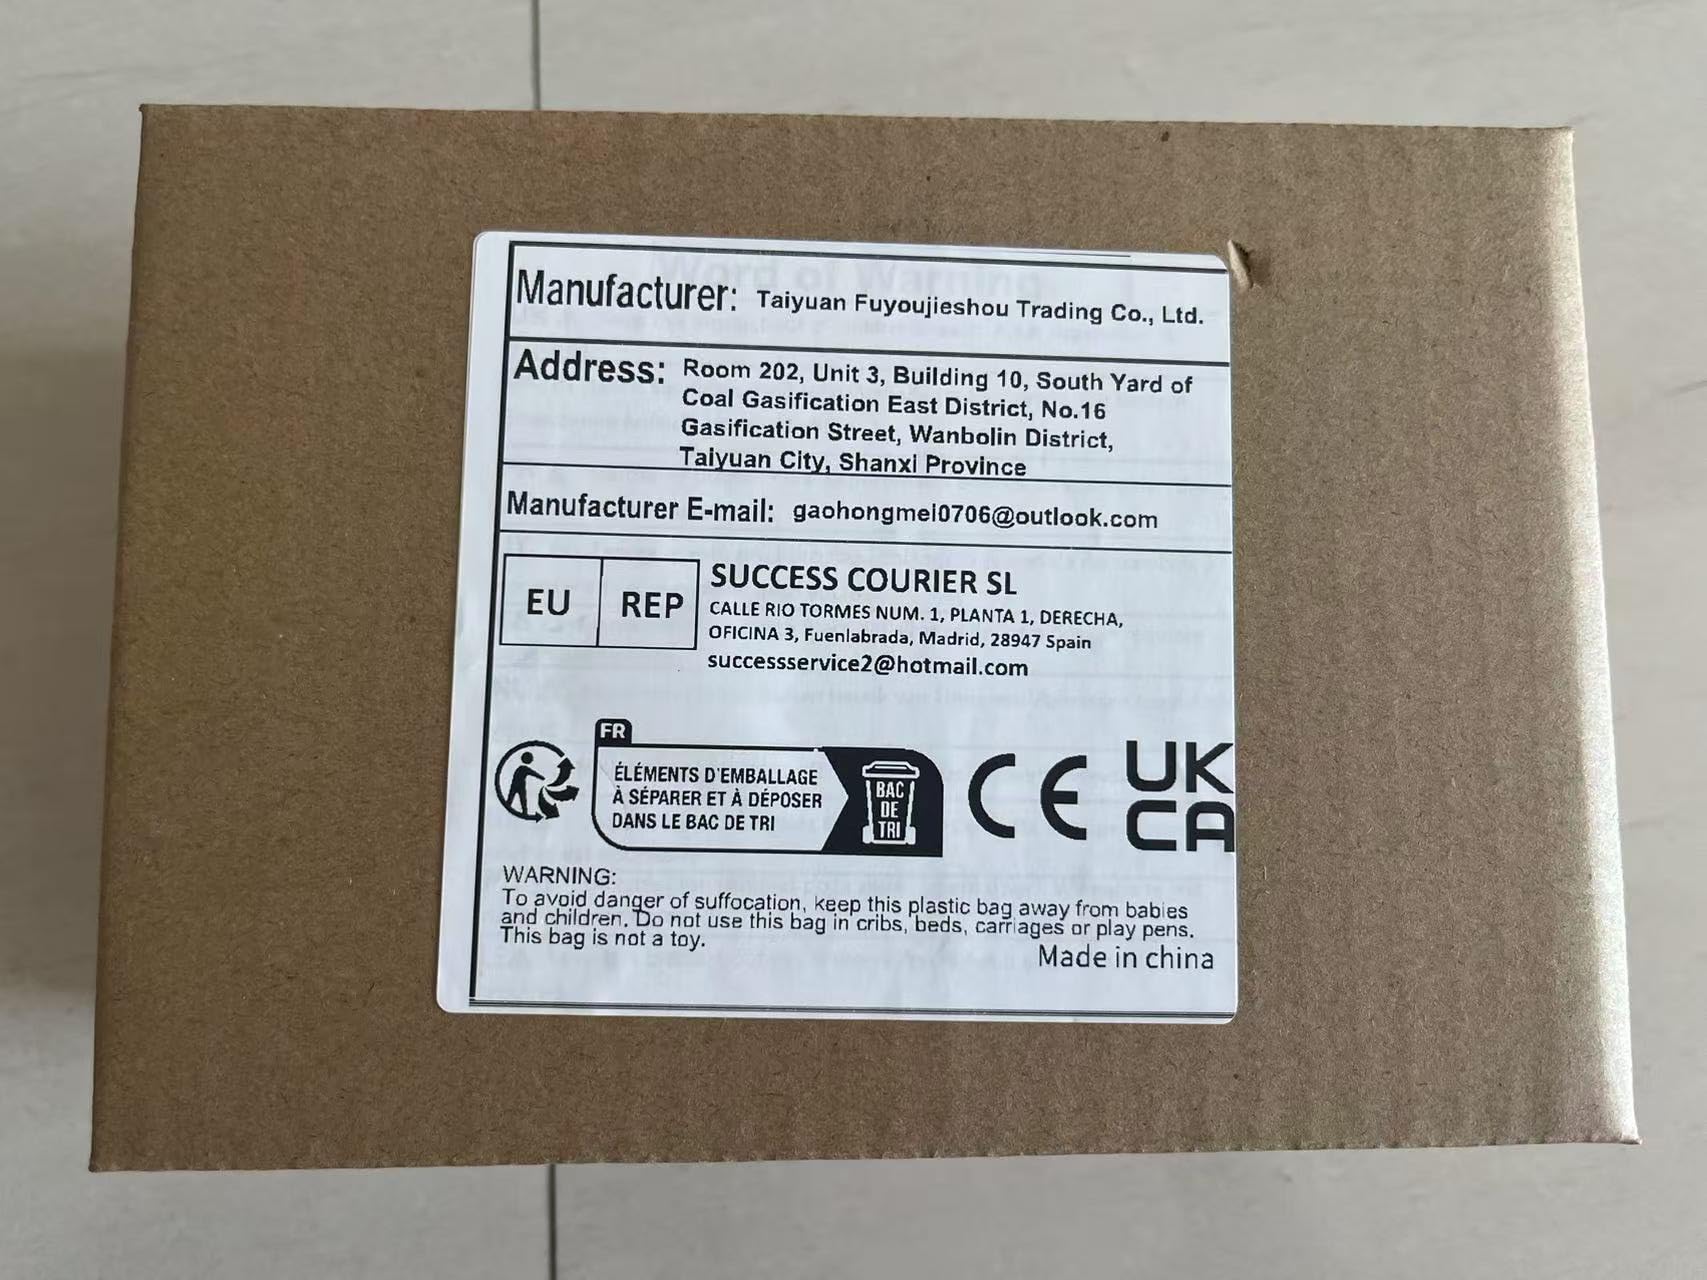 Word of Warning
Manufacturer: Taiyuan Fuyoujieshou Trading Co., Ltd.
Address: Room 202, Unit 3, Building 10, South Yard of
Coal Gasification East District, No.16
Gasification Street, Wanbolin District,
Taiyuan City, Shanxi Province
Manufacturer E-mail: gaohongmei0706@outlook.com
EU REP
SUCCESS COURIER SL
CALLE RIO TORMES NUM. 1, PLANTA 1, DERECHA,
OFICINA 3, Fuenlabrada, Madrid, 28947 Spain
successservice2@hotmail.com
FR
ÉLÉMENTS D'EMBALLAGE
À SÉPARER ET À DÉPOSER
DANS LE BAC DE TRI
BAC
DE
TRI
CE
UK
CA
WARNING:
To avoid danger of suffocation, keep this plastic bag away from babies
and children. Do not use this bag in cribs, beds, carriages or play pens.
This bag is not a toy.
Made in china